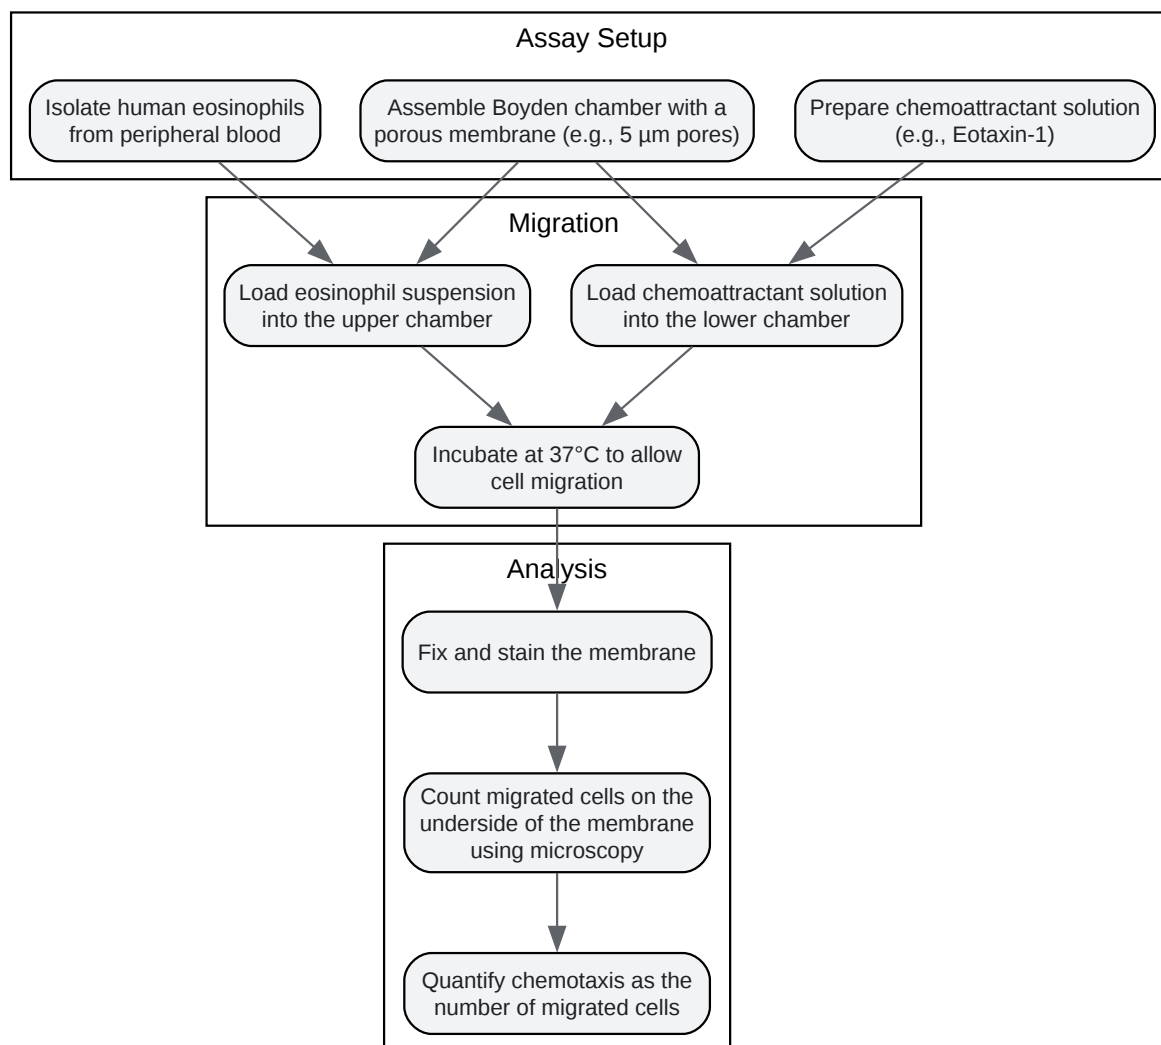 Assay Setup
Isolate human eosinophils
from peripheral blood
Assemble Boyden chamber with a
porous membrane (e.g., 5 µm pores)
Prepare chemoattractant solution
(e.g., Eotaxin-1)
Migration
Load eosinophil suspension
into the upper chamber
Load chemoattractant solution
into the lower chamber
Incubate at 37°C to allow
cell migration
Analysis
Fix and stain the membrane
Count migrated cells on the
underside of the membrane
using microscopy
Quantify chemotaxis as the
number of migrated cells